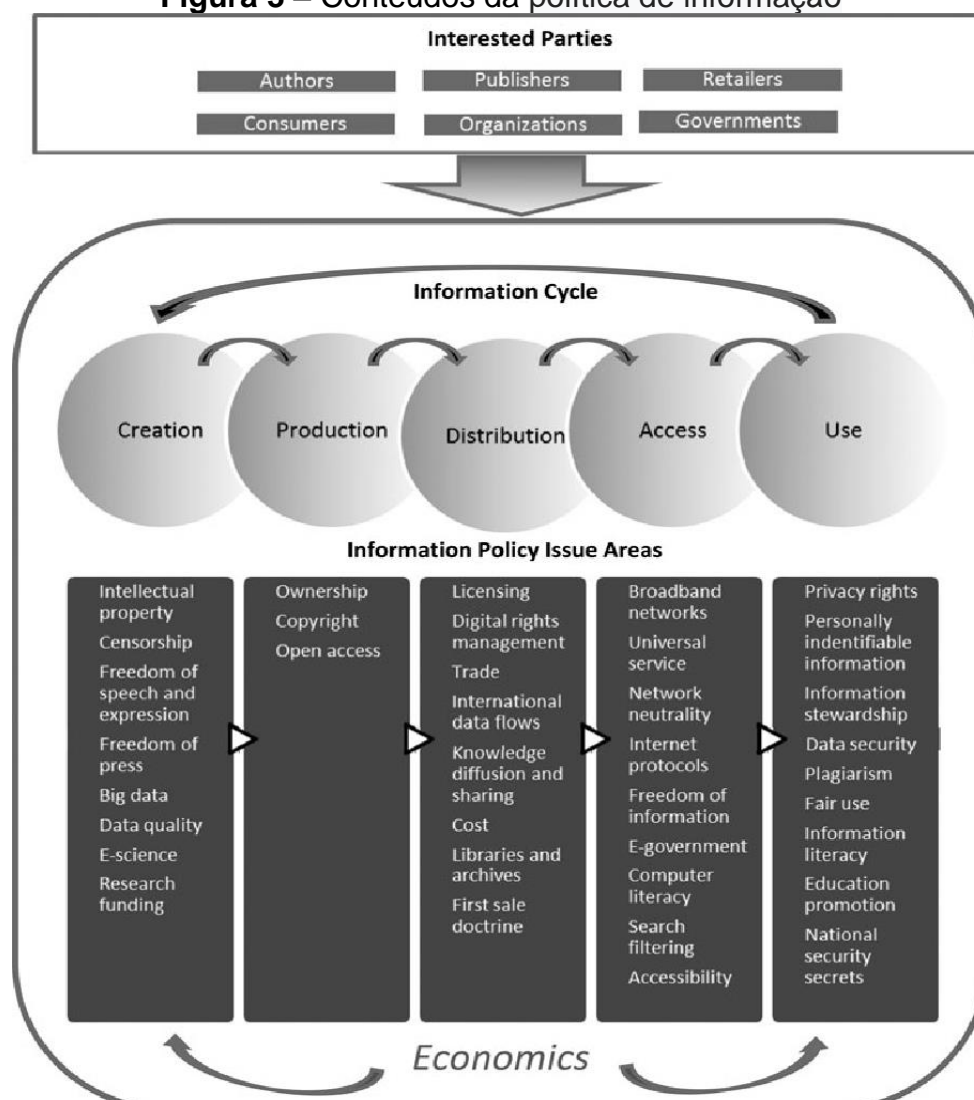 Figura 3 – Conteúdos da política de informação
Interested Parties
Authors
Publishers
Retailers
Consumers
Organizations
Governments
Information Cycle
Creation
Production
Distribution
Access
Use
Information Policy Issue Areas
Intellectual
property
Censorship
Freedom of
speech and
expression
Freedom of
press
Big data
Data quality
E-science
Research
funding
Ownership
Copyright
Open access
Licensing
Digital rights
management
Trade
International
data flows
Knowledge
diffusion and
sharing
Cost
Libraries and
archives
First sale
doctrine
Broadband
networks
Universal
service
Network
neutrality
Internet
protocols
Freedom of
information
E-government
Computer
literacy
Search
filtering
Accessibility
Privacy rights
Personally
indentifiable
information
Information
stewardship
Data security
Plagiarism
Fair use
Information
literacy
Education
promotion
National
security
secrets
Economics